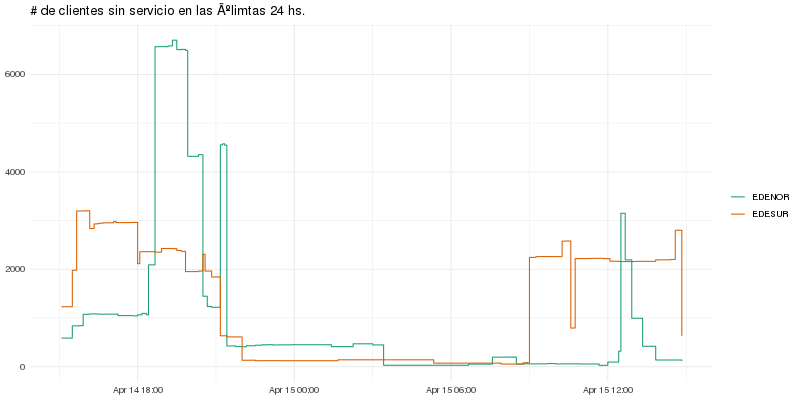 # de clientes sin servicio en las Ãºlimtas 24 hs.
6000
4000
2000
0
Apr 14 18:00
Apr 15 00:00
Apr 15 06:00
Apr 15 12:00
EDENOR
EDESUR